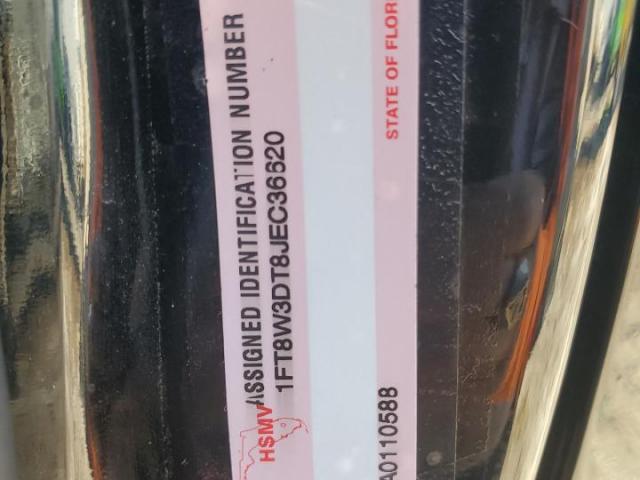 ASSIGNED IDENTIFICATION NUMBER
HSMV
1FT8W3DT8JEC36620
STATE OF FLOR
A0110588